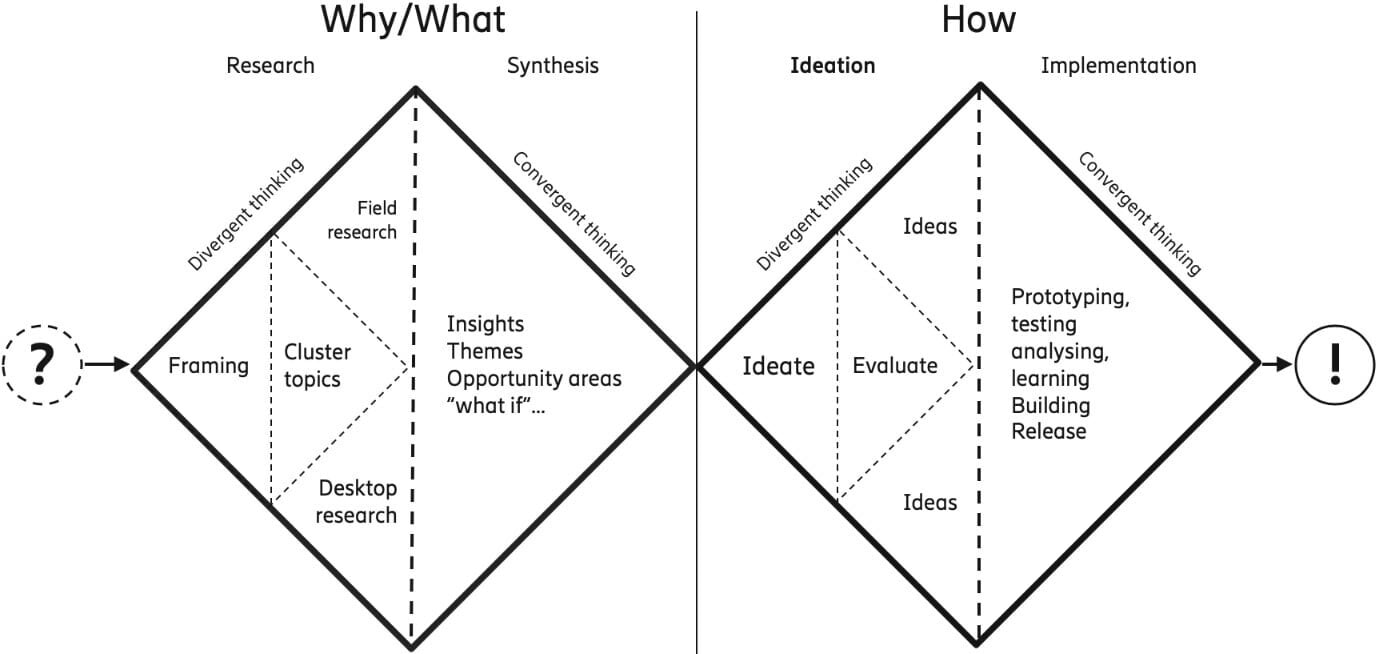 Why/What
How
Research
Synthesis
Ideation
Implementation
Divergent thinking
Convergent thinking
Divergent thinking
Convergent thinking
Field
research
Ideas
?
Framing
Cluster
topics
Insights
Themes
Opportunity areas
“what if“...
Ideate
Evaluate
Prototyping,
testing
analysing,
learning
Building
Release
!
Desktop
research
Ideas